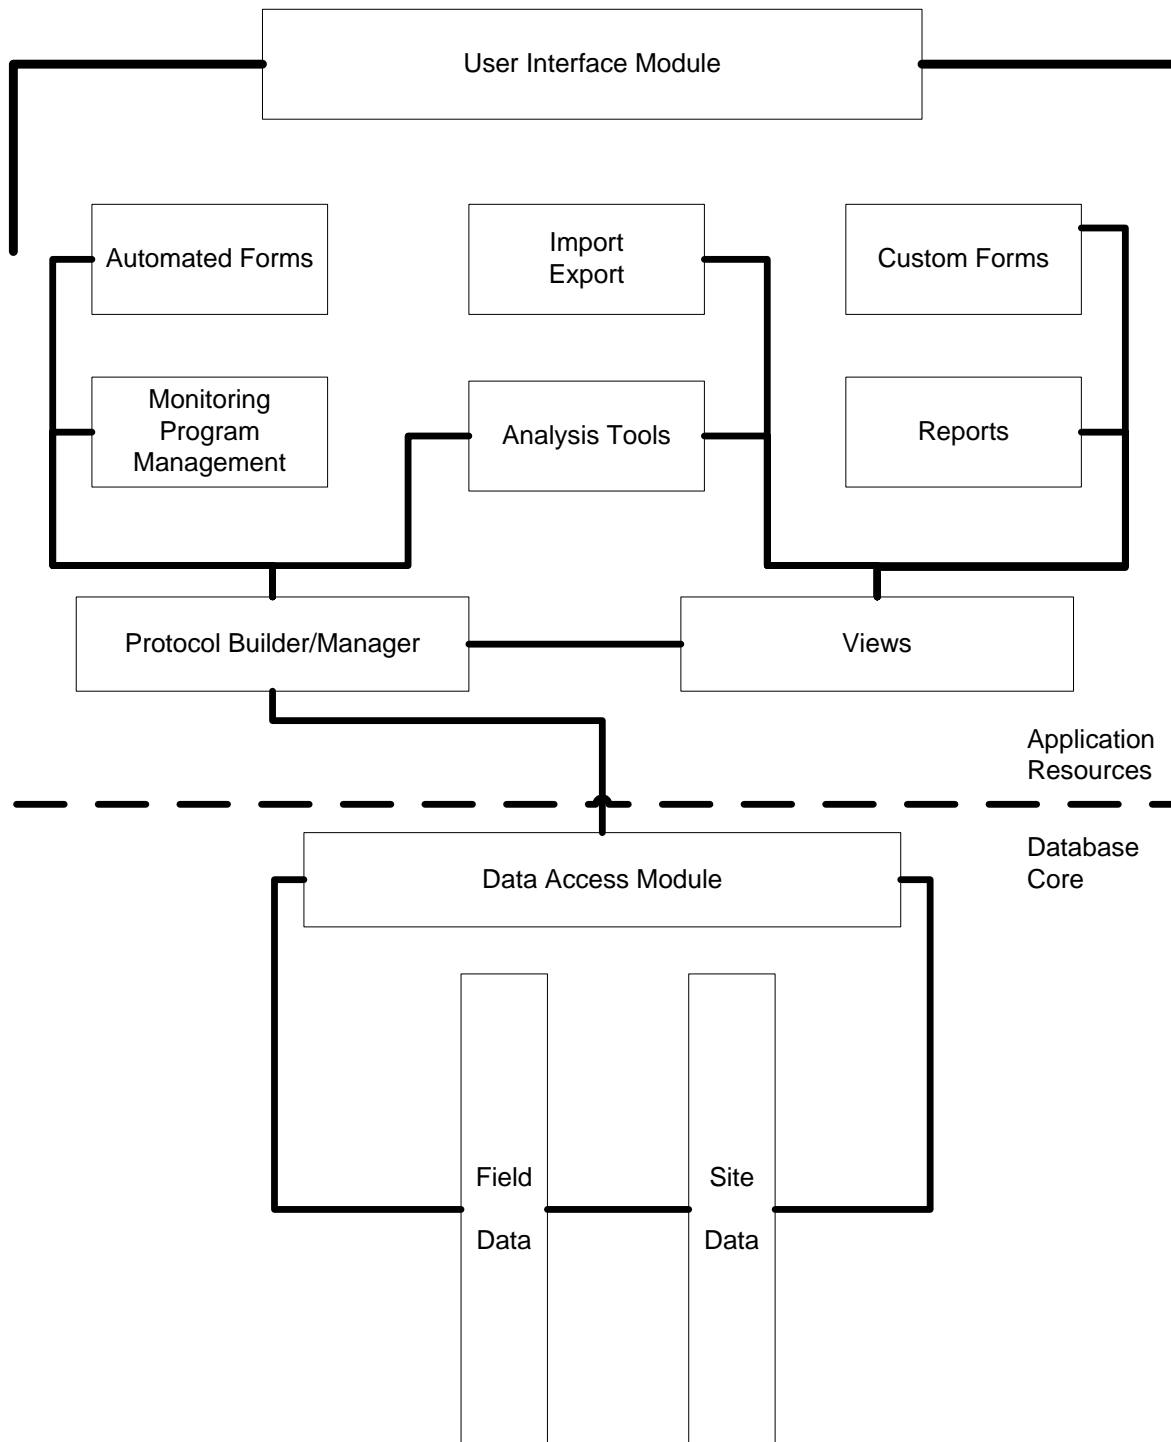 User Interface Module
Automated Forms
Import
Export
Custom Forms
Monitoring
Program
Management
Analysis Tools
Reports
Protocol Builder/Manager
Views
Application
Resources
Database
Core
Data Access Module
Field
Data
Site
Data